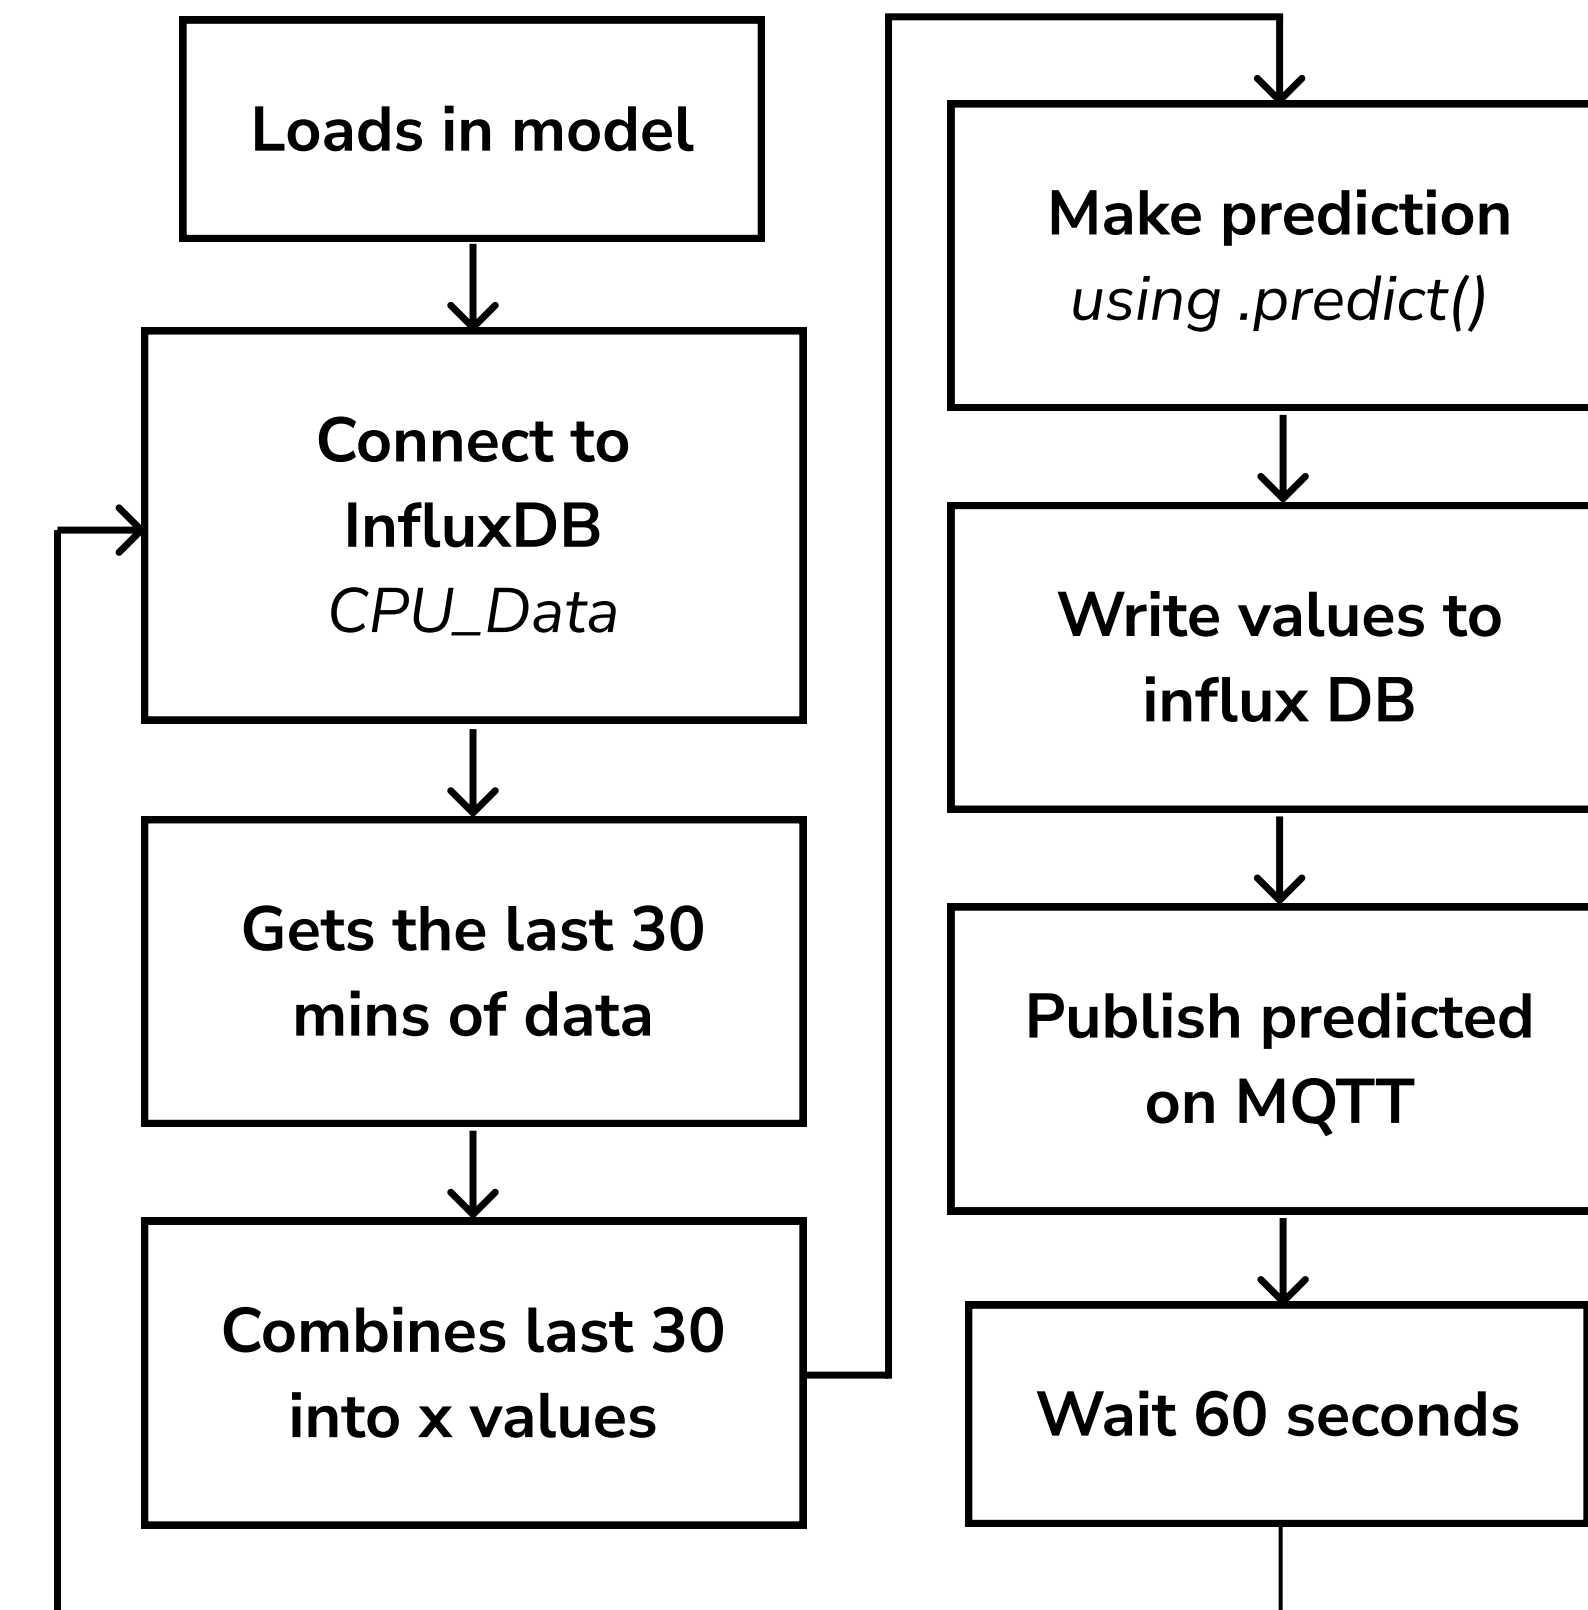 Loads in model
Connect to
InfluxDB
CPU_Data
Gets the last 30
mins of data
Combines last 30
into x values
Make prediction
using .predict()
Write values to
influx DB
Publish predicted
on MQTT
Wait 60 seconds